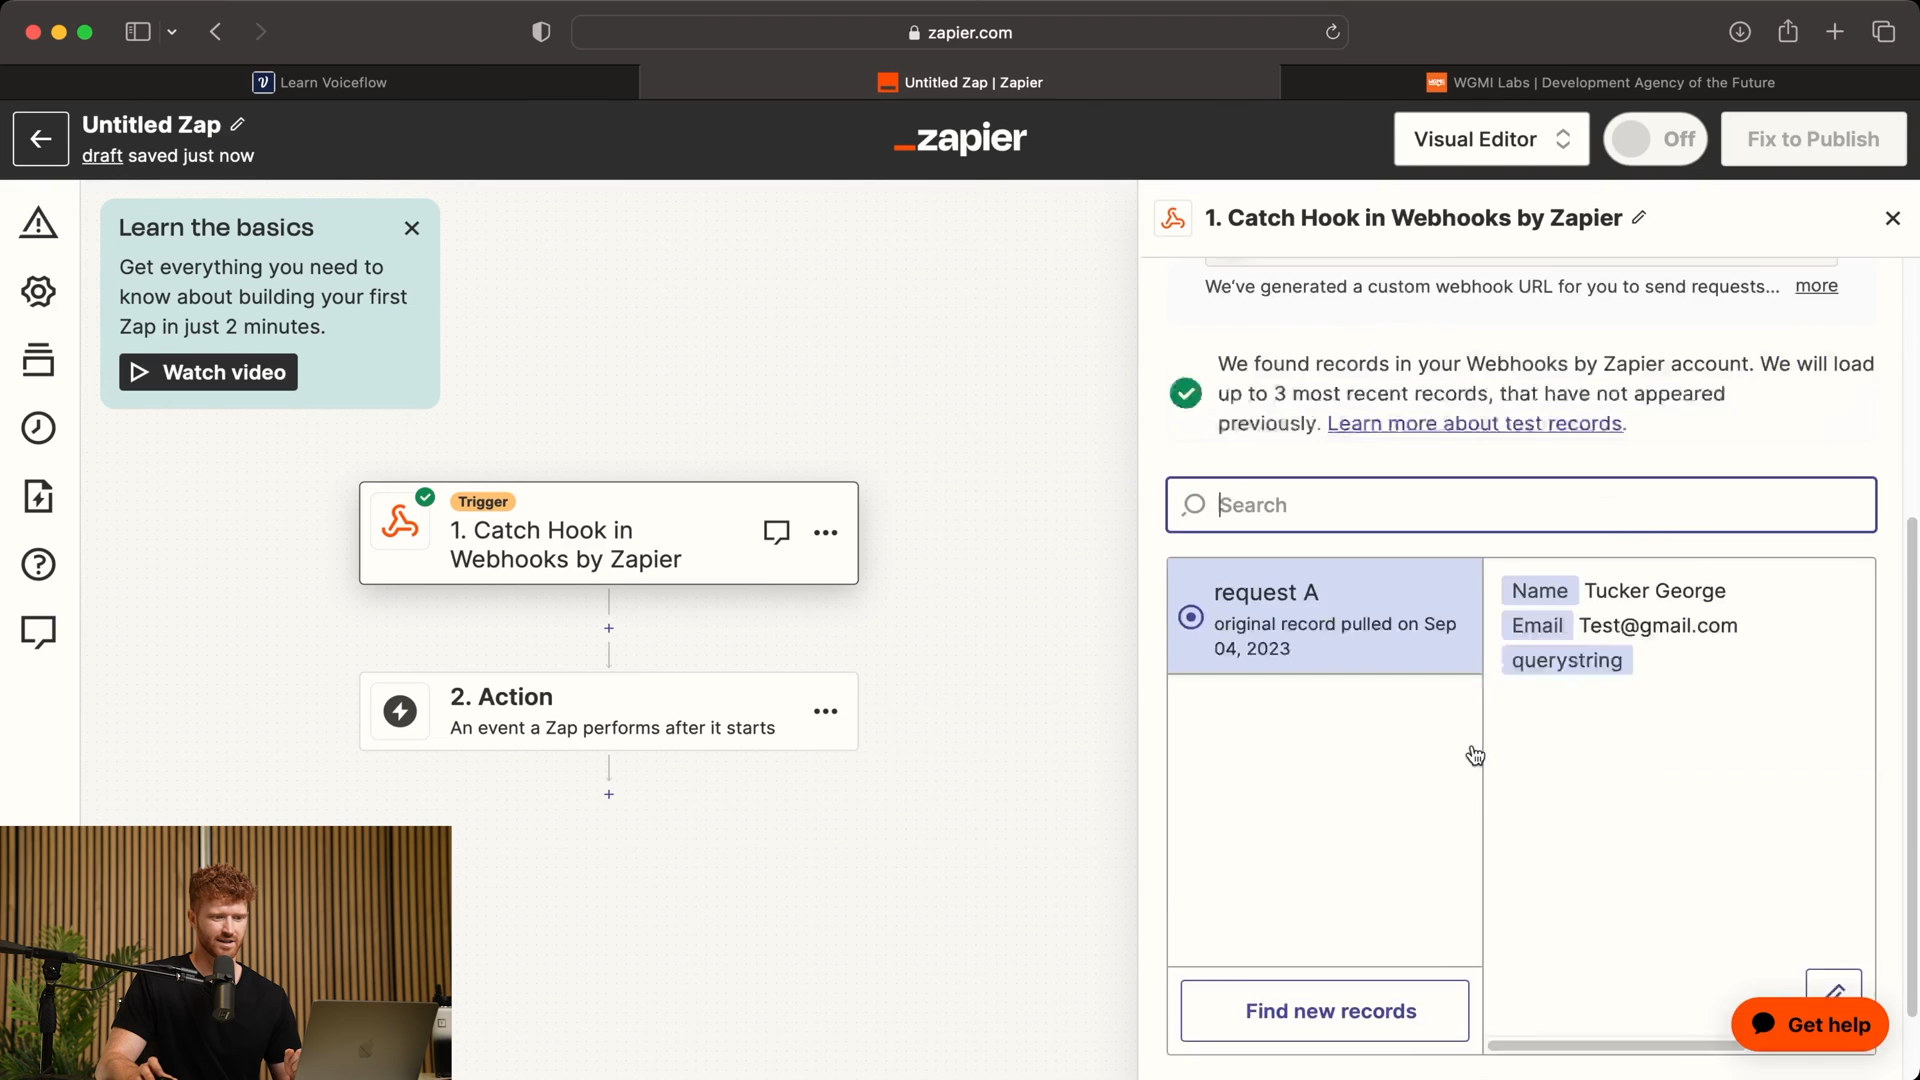 zapier.com
Learn Voiceflow
Untitled Zap | Zapier
WGMI Labs | Development Agency of the Future
Untitled Zap
draft saved just now
_zapier
Visual Editor
Off
Fix to Publish
Learn the basics
Get everything you need to
know about building your first
Zap in just 2 minutes.
Watch video
Trigger
1. Catch Hook in
Webhooks by Zapier
2. Action
An event a Zap performs after it starts
1. Catch Hook in Webhooks by Zapier
We've generated a custom webhook URL for you to send requests... more
We found records in your Webhooks by Zapier account. We will load
up to 3 most recent records, that have not appeared
previously. Learn more about test records.
Search
request A
original record pulled on Sep
04, 2023
Name Tucker George
Email Test@gmail.com
querystring
Find new records
Get help